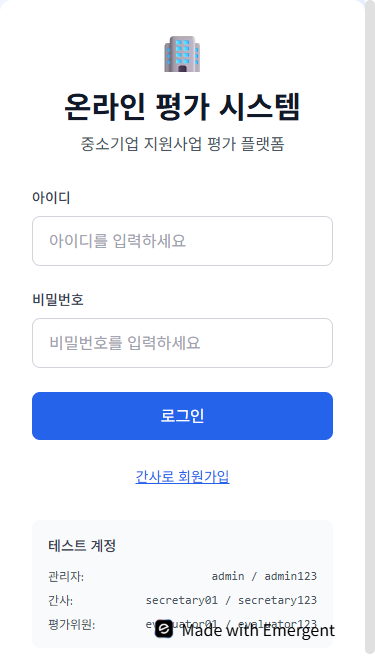 온라인 평가 시스템
중소기업 지원사업 평가 플랫폼
아이디
아이디를 입력하세요
비밀번호
비밀번호를 입력하세요
로그인
간사로 회원가입
테스트 계정
관리자: admin / admin123
간사: secretary01 / secretary123
평가위원: evaluator01 / evaluator123
Made with Emergent